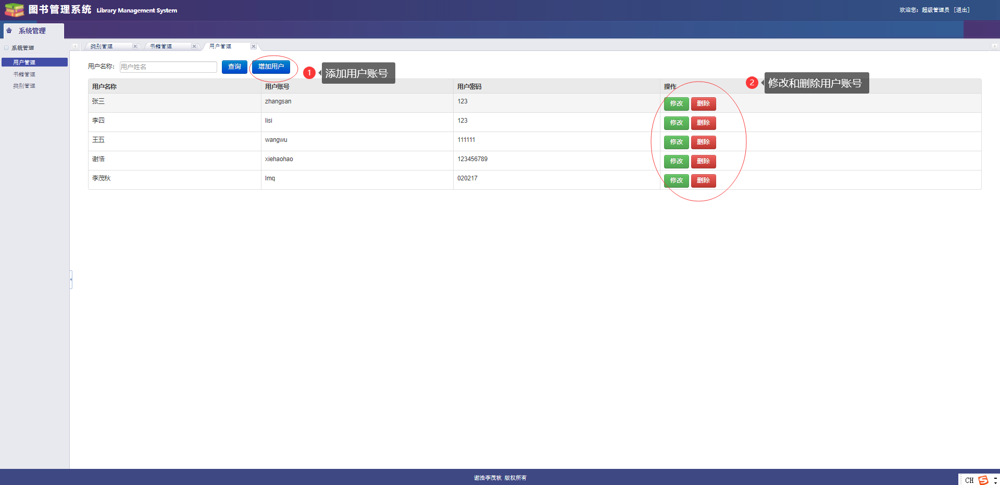 图书管理系统 Library Management System
欢迎您: 超级管理员 [退出]
系统管理
系统管理
用户管理
书籍管理
类别管理
类别管理 书籍管理 用户管理
用户名称: 用户姓名 查询 增加用户
1 添加用户账号
2 修改和删除用户账号
用户名称 用户账号 用户密码 操作
张三 zhangsan 123 修改 删除
李四 lisi 123 修改 删除
王五 wangwu 111111 修改 删除
谢浩 xiehaohao 123456789 修改 删除
李茂秋 lmq 020217 修改 删除
谢浩李茂秋 版权所有
CH